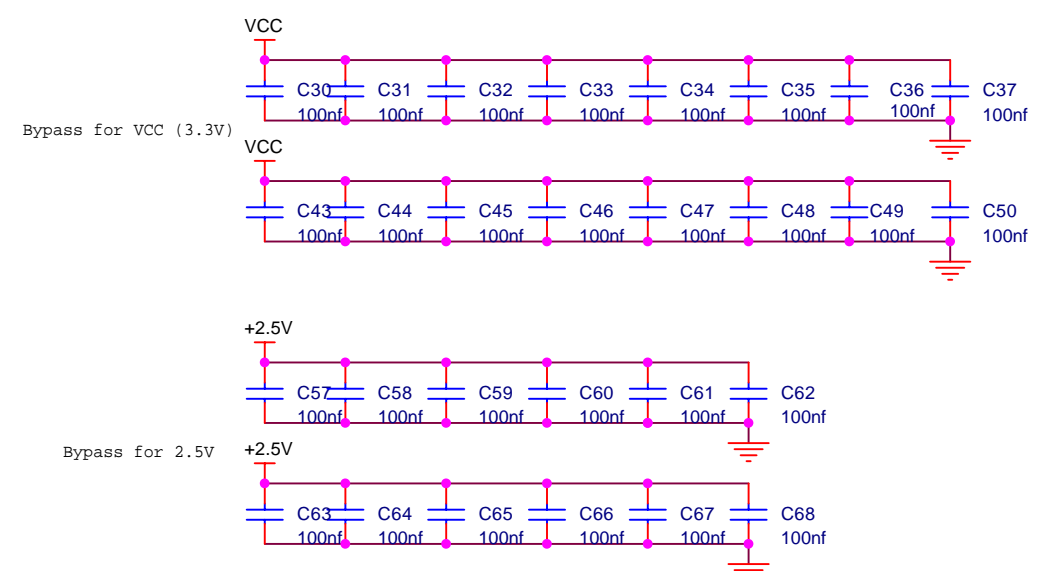 VCC
C30 C31 C32 C33 C34 C35 C36 C37
100nf 100nf 100nf 100nf 100nf 100nf 100nf 100nf
Bypass for VCC (3.3V)
VCC
C43 C44 C45 C46 C47 C48 C49 C50
100nf 100nf 100nf 100nf 100nf 100nf 100nf 100nf
+2.5V
C57 C58 C59 C60 C61 C62
100nf 100nf 100nf 100nf 100nf 100nf
Bypass for 2.5V
+2.5V
C63 C64 C65 C66 C67 C68
100nf 100nf 100nf 100nf 100nf 100nf